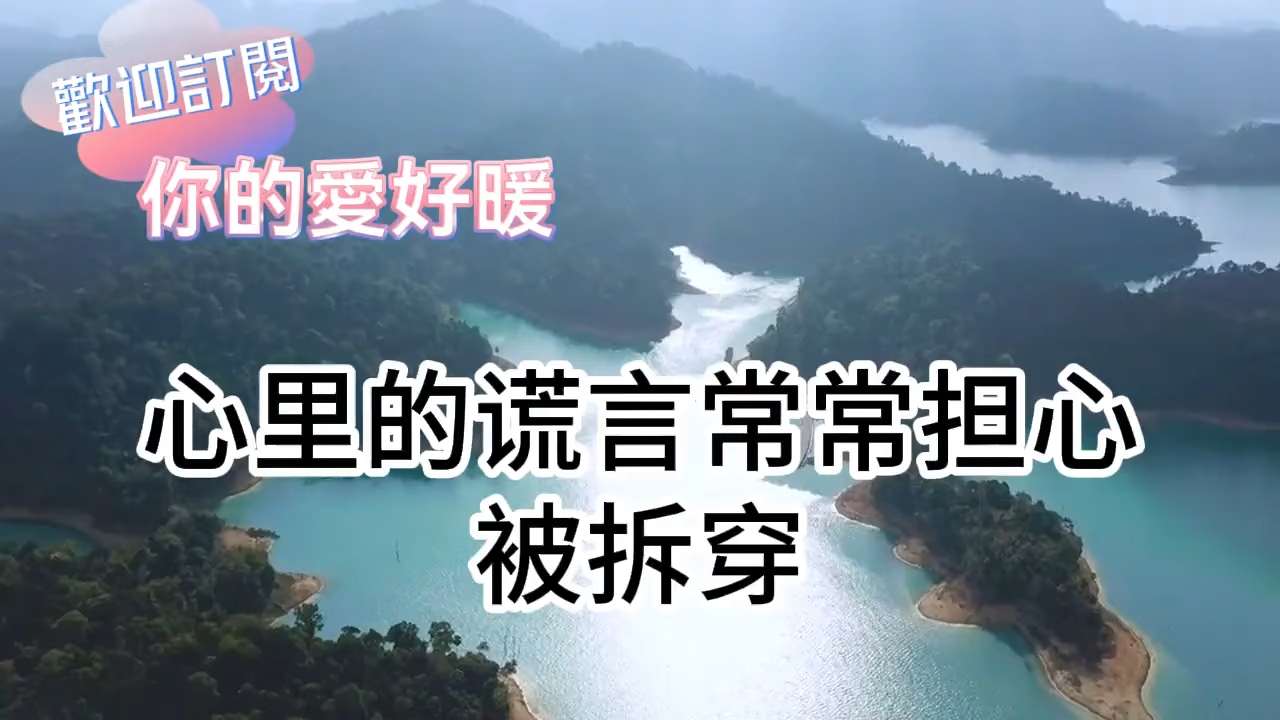 歡迎訂閱
你的愛好暖
心里的谎言常常担心
被拆穿